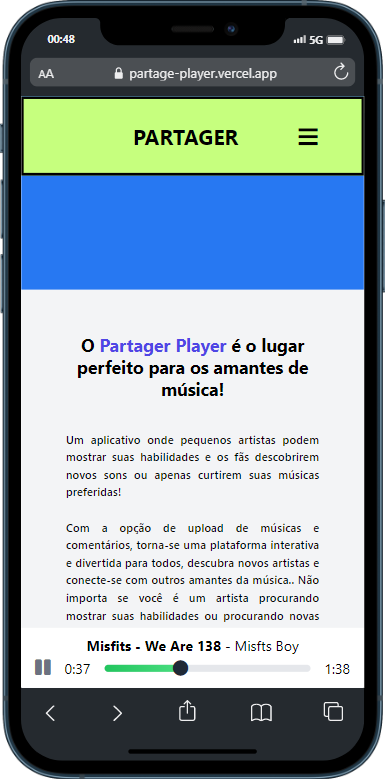 00:48
5G
AA
partage-player.vercel.app
PARTAGER
O Partager Player é o lugar
perfeito para os amantes de
música!
Um aplicativo onde pequenos artistas podem
mostrar suas habilidades e os fãs descobrirem
novos sons ou apenas curtirem suas músicas
preferidas!
Com a opção de upload de músicas e
comentários, torna-se uma plataforma interativa
e divertida para todos, descubra novos artistas e
conecte-se com outros amantes da música.. Não
importa se você é um artista procurando
mostrar suas habilidades ou procurando novas
Misfits - We Are 138 - Misfts Boy
0:37
1:38